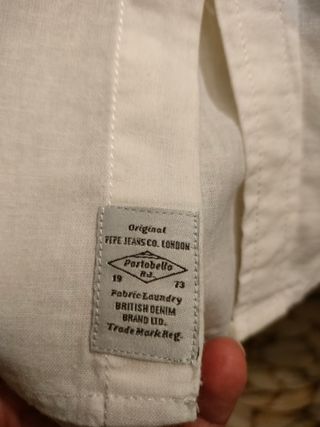 Original
PEPE JEANS CO. LONDON
Portobello
R.J.
19 73
Fabric Laundry
BRITISH DENIM
BRAND LTD.
Trade Mark Reg.